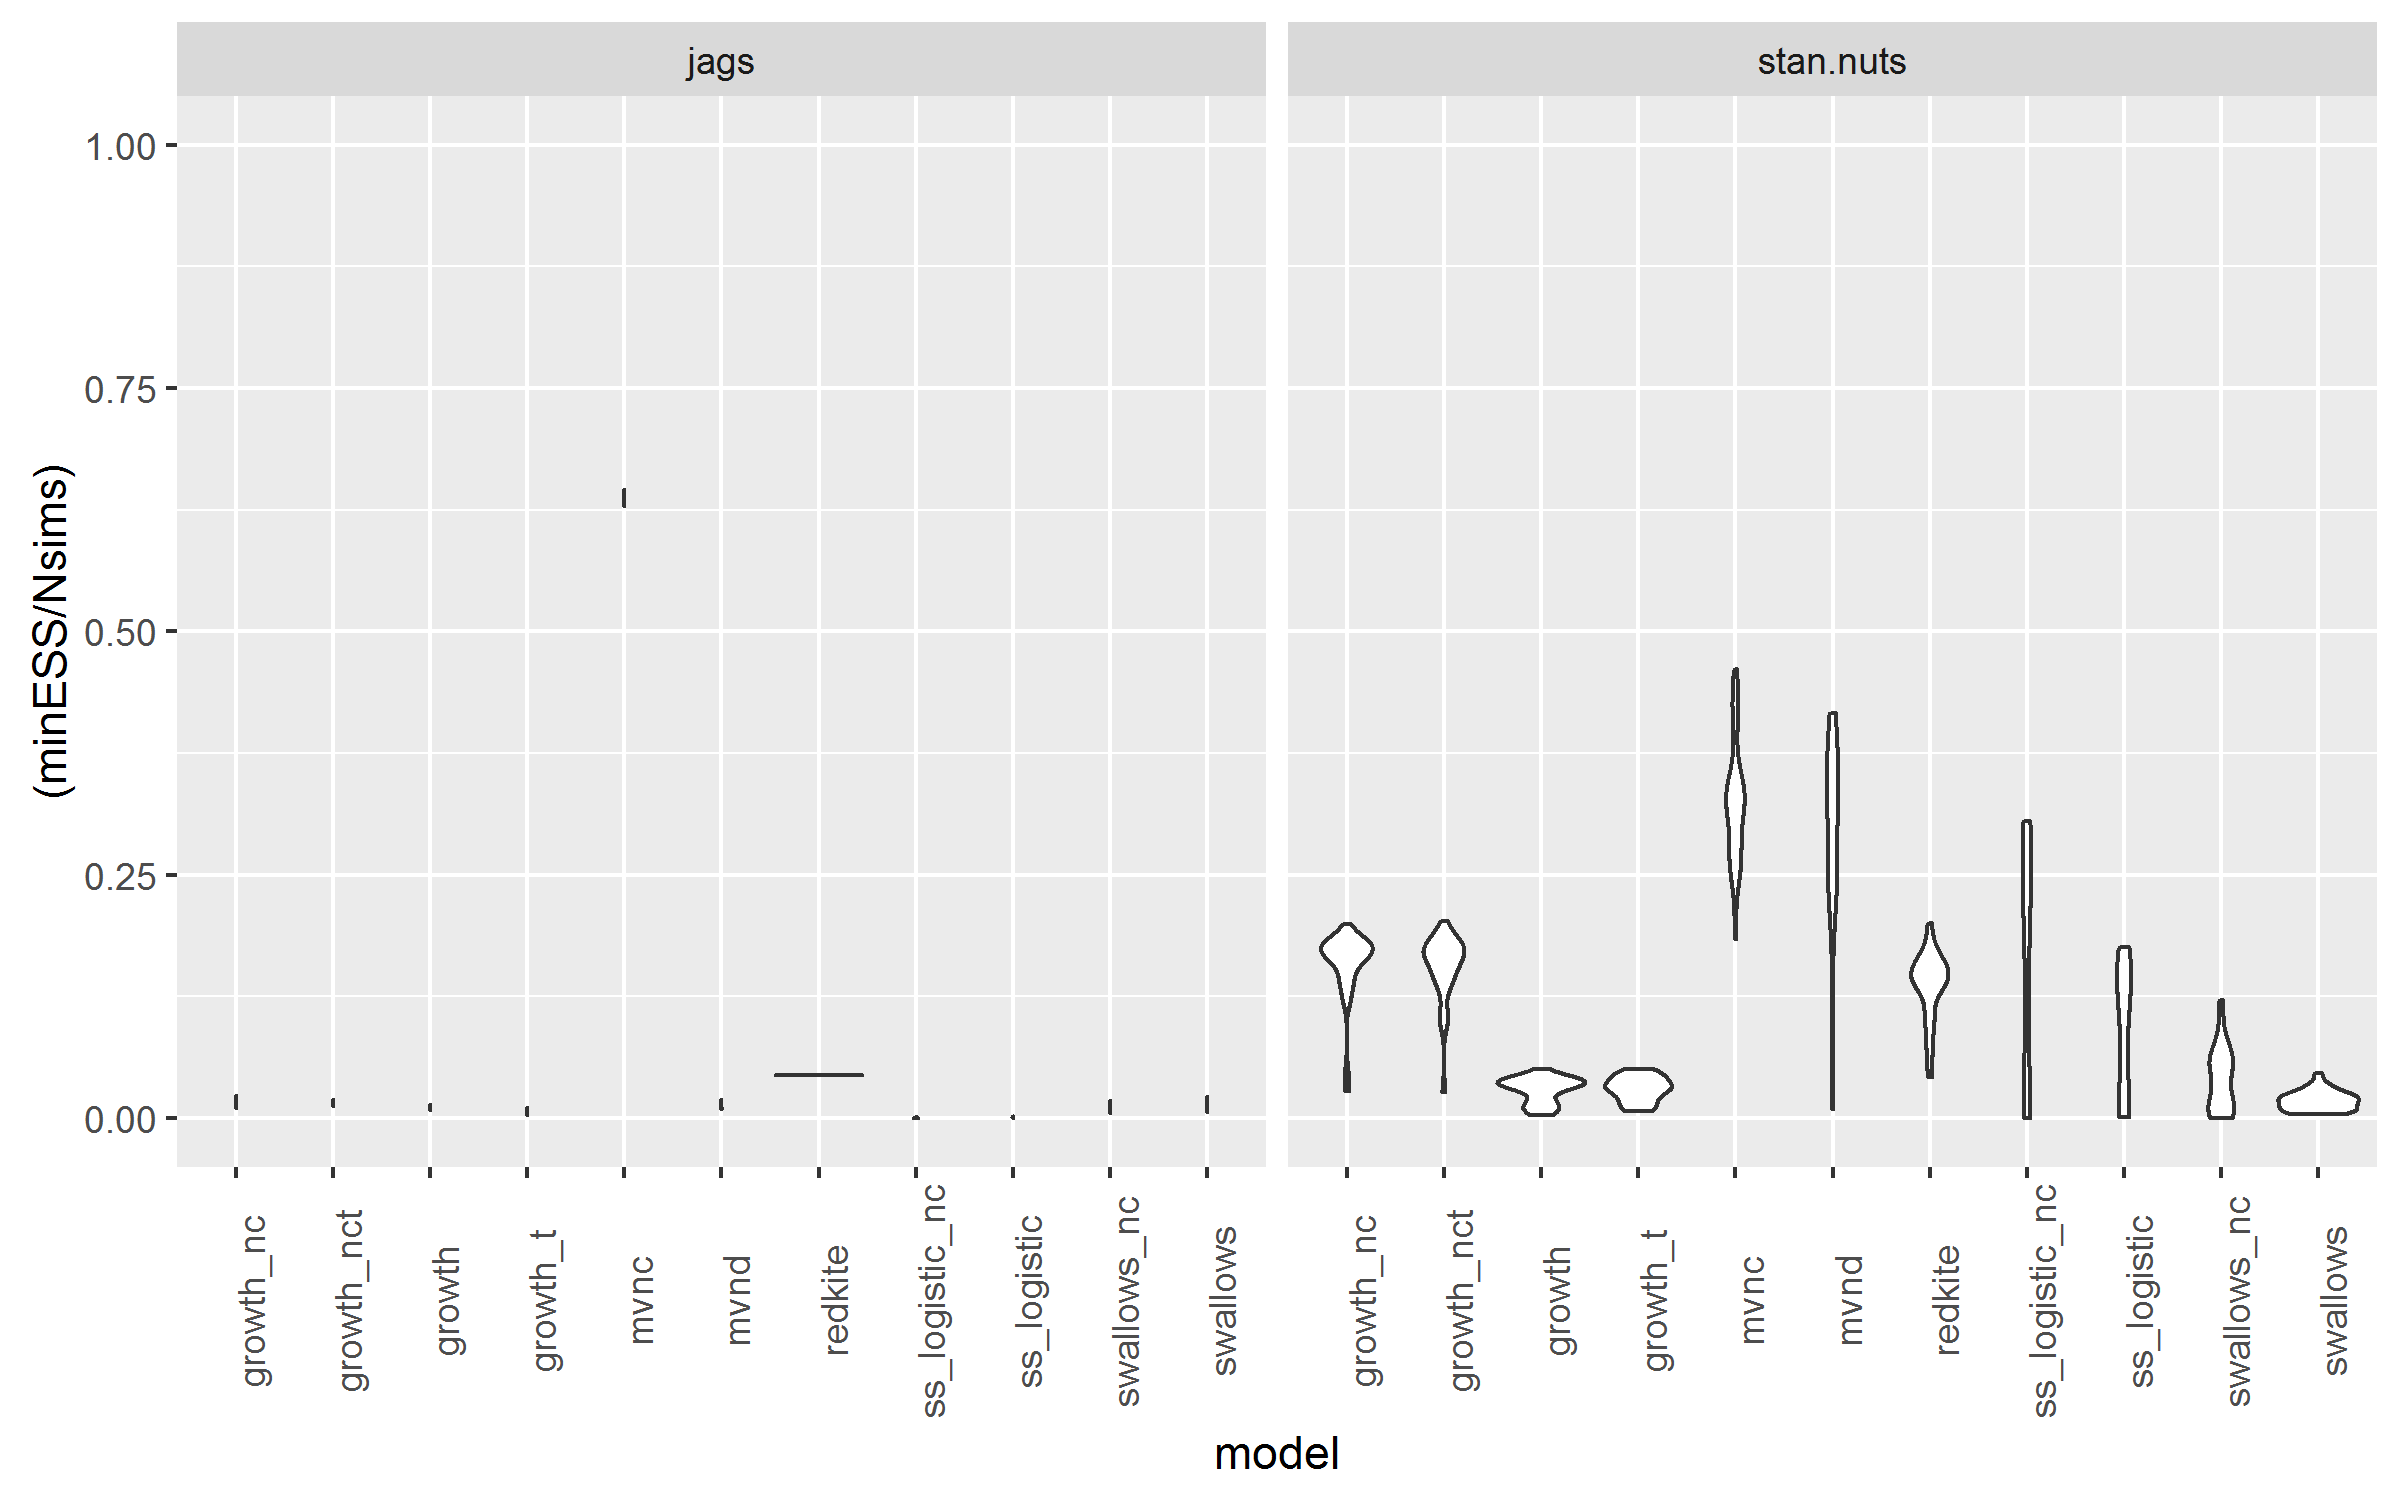 jags
stan.nuts
(minESS/Nsims)
1.00
0.75
0.50
0.25
0.00
growth_nc
growth_nct
growth
growth_t
mvnc
mvnd
redkite
ss_logistic_nc
ss_logistic
swallows_nc
swallows
growth_nc
growth_nct
growth
growth_t
mvnc
mvnd
redkite
ss_logistic_nc
ss_logistic
swallows_nc
swallows
model